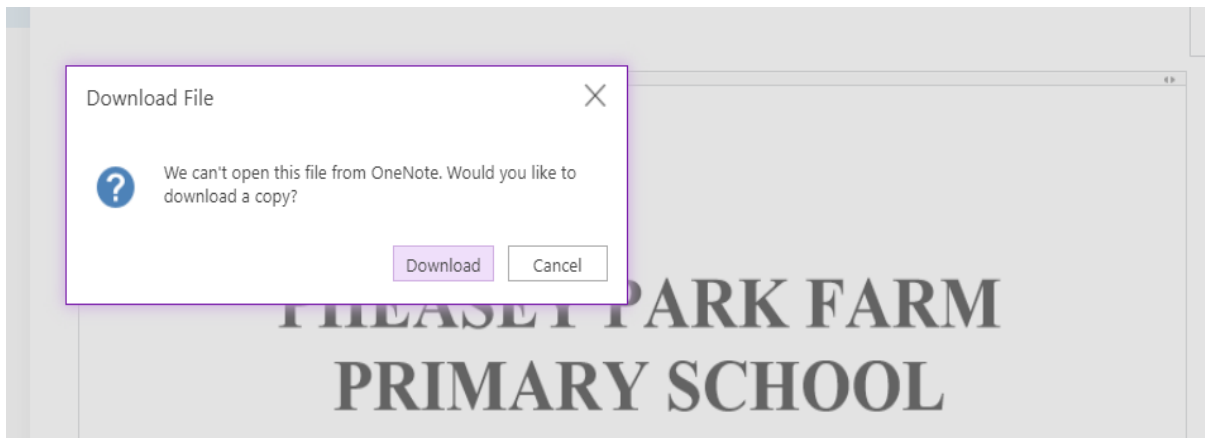 Download File
We can't open this file from OneNote. Would you like to
download a copy?
Download Cancel
PHEASEY PARK FARM
PRIMARY SCHOOL